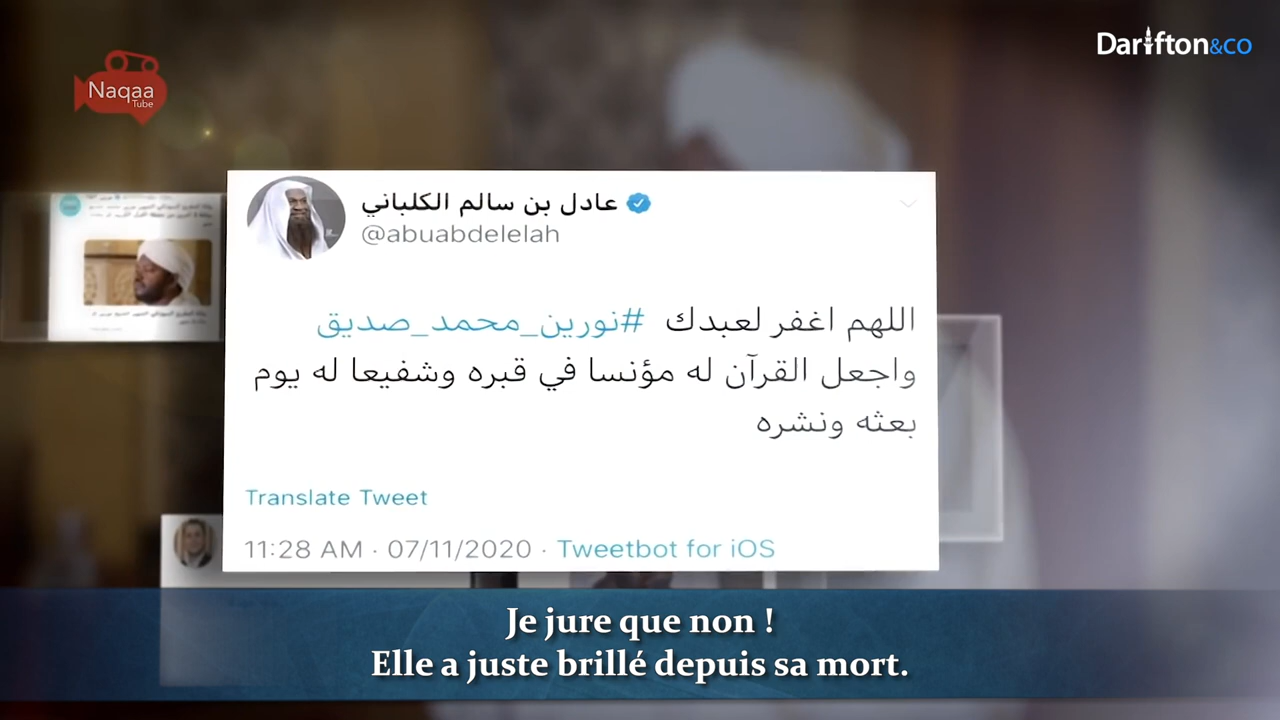 Darifton&co
Naqaa
Tube
عادل بن سالم الكلباني
@abuabdelelah
اللهم اغفر لعبدك #نورين_محمد_صديق
واجعل القرآن له مؤنسا في قبره وشفيعا له يوم
بعثه ونشره
Translate Tweet
11:28 AM · 07/11/2020 · Tweetbot for iOS
Je jure que non !
Elle a juste brillé depuis sa mort.